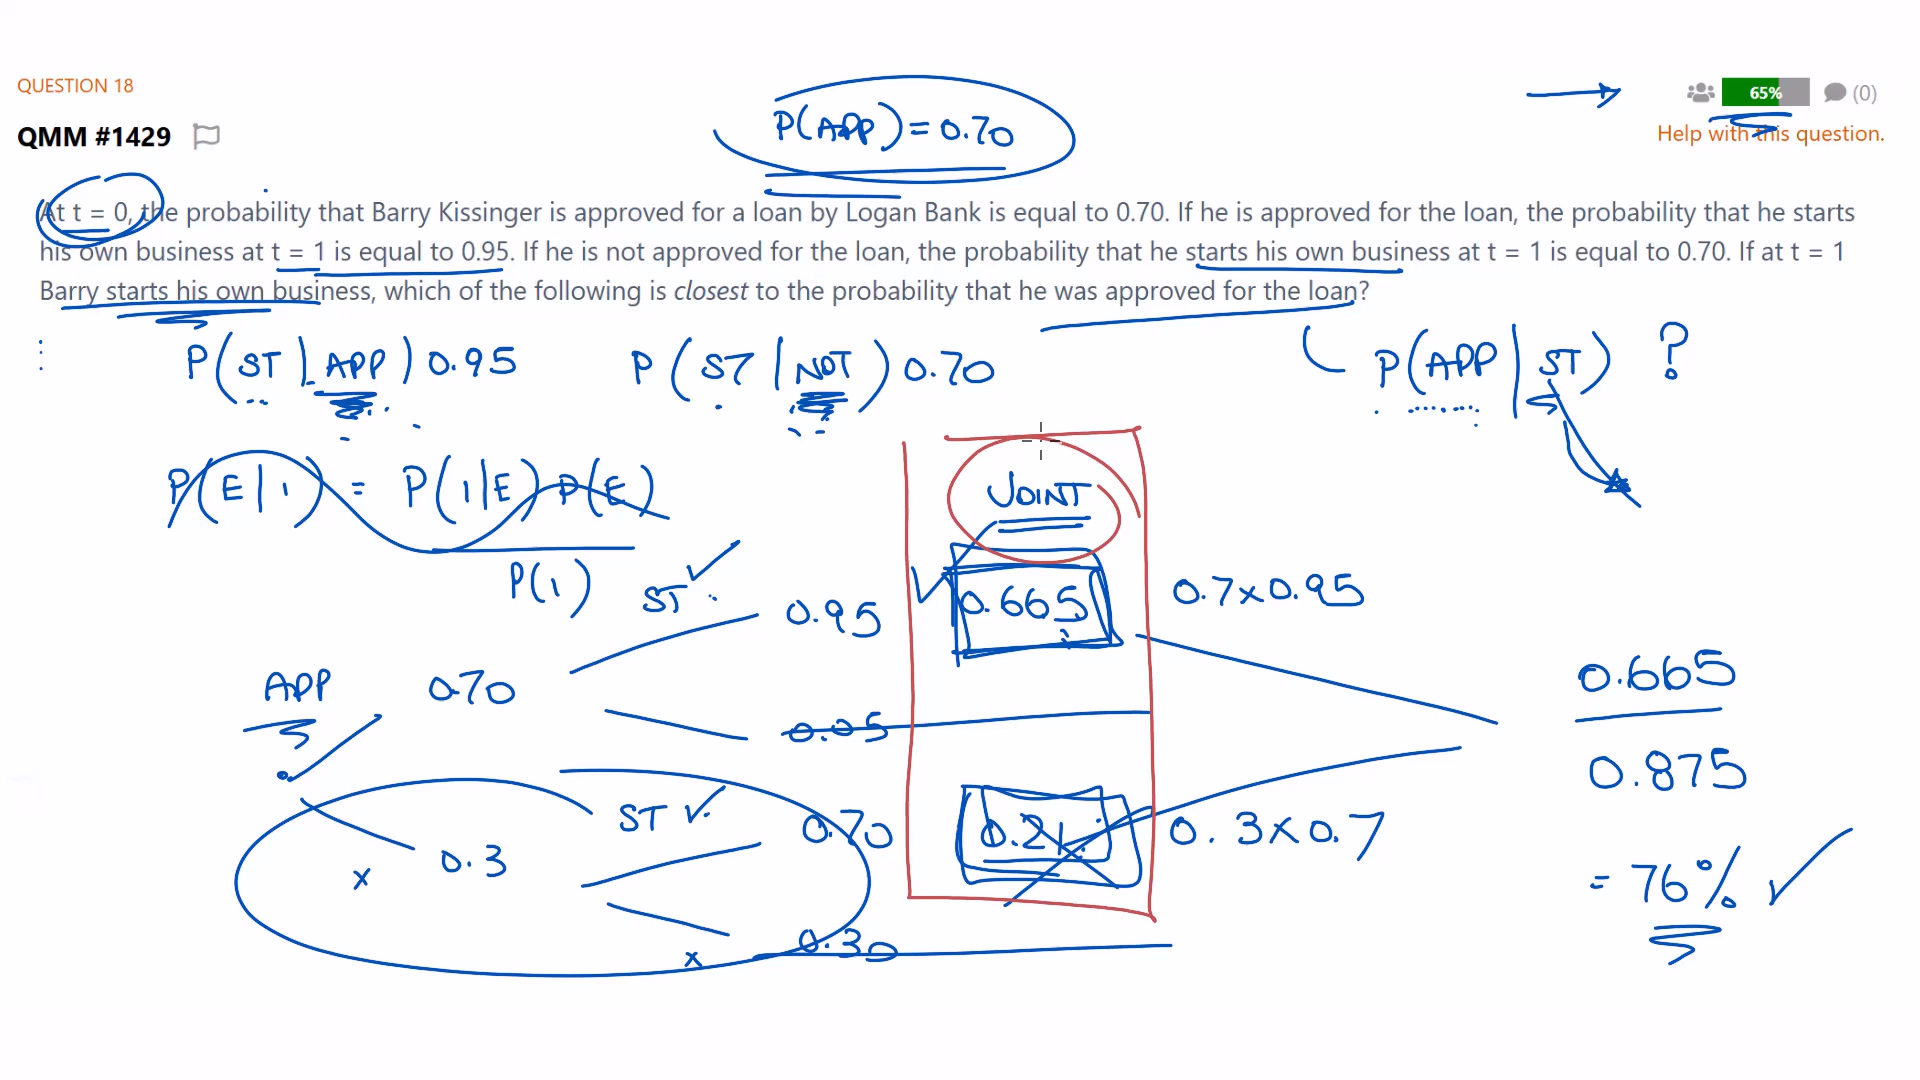 QUESTION 18
65%
(0)
QMM #1429
P(APP) = 0.70
Help with this question.
At t = 0, the probability that Barry Kissinger is approved for a loan by Logan Bank is equal to 0.70. If he is approved for the loan, the probability that he starts
his own business at t = 1 is equal to 0.95. If he is not approved for the loan, the probability that he starts his own business at t = 1 is equal to 0.70. If at t = 1
Barry starts his own business, which of the following is closest to the probability that he was approved for the loan?
P(ST | APP) 0.95 P(ST | NOT) 0.70 P(APP | ST) ?
P(E | 1) = P(1 | E) P(E)
P(1)
JOINT
ST 0.95 0.665 0.7x0.95
APP 0.70
0.05
0.665
0.875
= 76%
ST 0.70 0.21 0.3x0.7
x 0.3
x 0.30